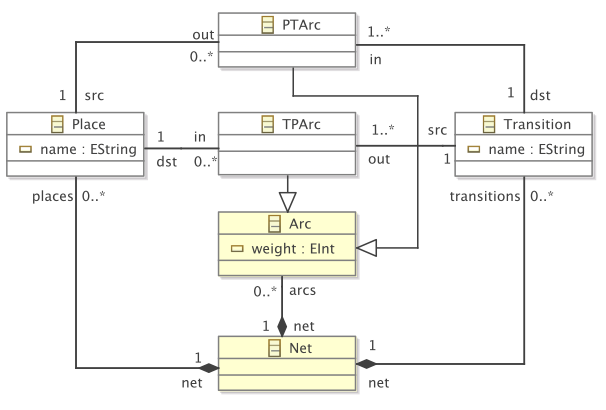 PTArc
out
1..*
0..*
in
1
src
1
dst
Place
TPArc
Transition
name : EString
1
in
1..*
src
name : EString
dst
0..*
out
1
places
0..*
transitions
0..*
Arc
weight : EInt
0..*
arcs
1
net
Net
1
1
net
net